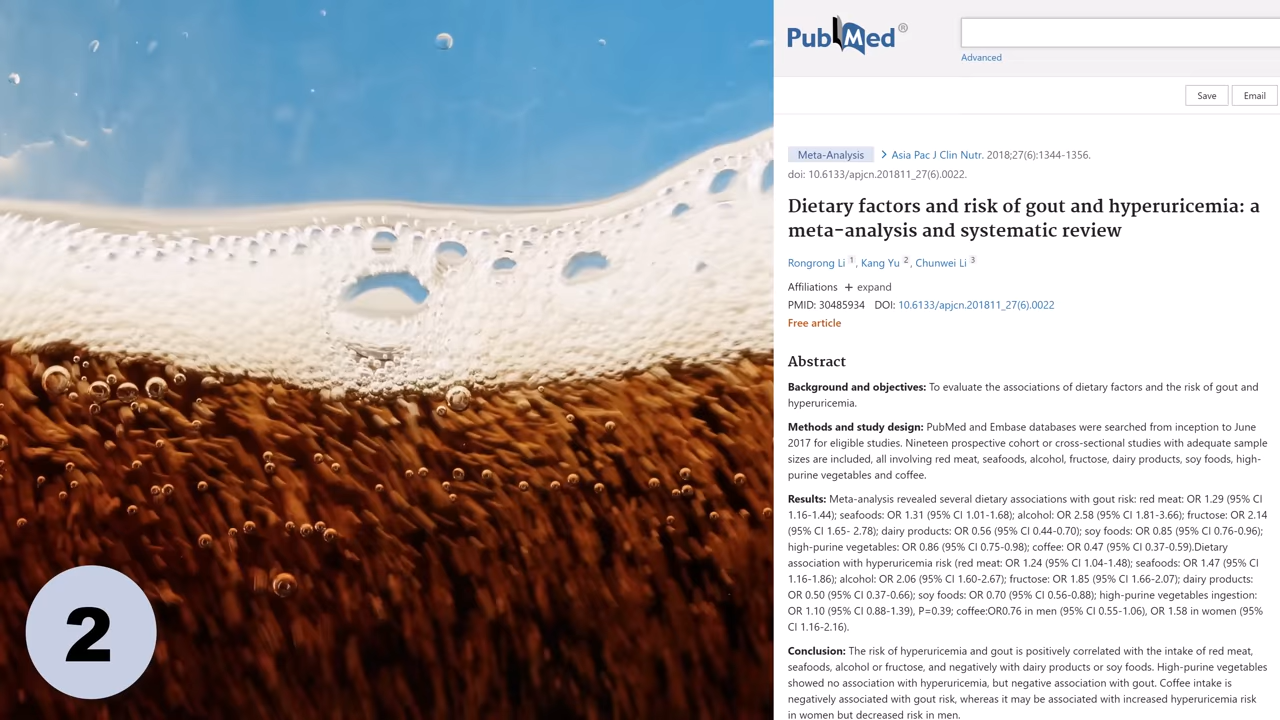 2
PubMed®
Advanced
Save Email
Meta-Analysis > Asia Pac J Clin Nutr. 2018;27(6):1344-1356.
doi: 10.6133/apjcn.201811_27(6).0022.
Dietary factors and risk of gout and hyperuricemia: a
meta-analysis and systematic review
Rongrong Li 1, Kang Yu 2, Chunwei Li 3
Affiliations + expand
PMID: 30485934 DOI: 10.6133/apjcn.201811_27(6).0022
Free article
Abstract
Background and objectives: To evaluate the associations of dietary factors and the risk of gout and
hyperuricemia.
Methods and study design: PubMed and Embase databases were searched from inception to June
2017 for eligible studies. Nineteen prospective cohort or cross-sectional studies with adequate sample
sizes are included, all involving red meat, seafoods, alcohol, fructose, dairy products, soy foods, high-
purine vegetables and coffee.
Results: Meta-analysis revealed several dietary associations with gout risk: red meat: OR 1.29 (95% CI
1.16-1.44); seafoods: OR 1.31 (95% CI 1.01-1.68); alcohol: OR 2.58 (95% CI 1.81-3.66); fructose: OR 2.14
(95% CI 1.65- 2.78); dairy products: OR 0.56 (95% CI 0.44-0.70); soy foods: OR 0.85 (95% CI 0.76-0.96);
high-purine vegetables: OR 0.86 (95% CI 0.75-0.98); coffee: OR 0.47 (95% CI 0.37-0.59).Dietary
association with hyperuricemia risk (red meat: OR 1.24 (95% CI 1.04-1.48); seafoods: OR 1.47 (95% CI
1.16-1.86); alcohol: OR 2.06 (95% CI 1.60-2.67); fructose: OR 1.85 (95% CI 1.66-2.07); dairy products:
OR 0.50 (95% CI 0.37-0.66); soy foods: OR 0.70 (95% CI 0.56-0.88); high-purine vegetables ingestion:
OR 1.10 (95% CI 0.88-1.39), P=0.39; coffee:OR0.76 in men (95% CI 0.55-1.06), OR 1.58 in women (95%
CI 1.16-2.16).
Conclusion: The risk of hyperuricemia and gout is positively correlated with the intake of red meat,
seafoods, alcohol or fructose, and negatively with dairy products or soy foods. High-purine vegetables
showed no association with hyperuricemia, but negative association with gout. Coffee intake is
negatively associated with gout risk, whereas it may be associated with increased hyperuricemia risk
in women but decreased risk in men.